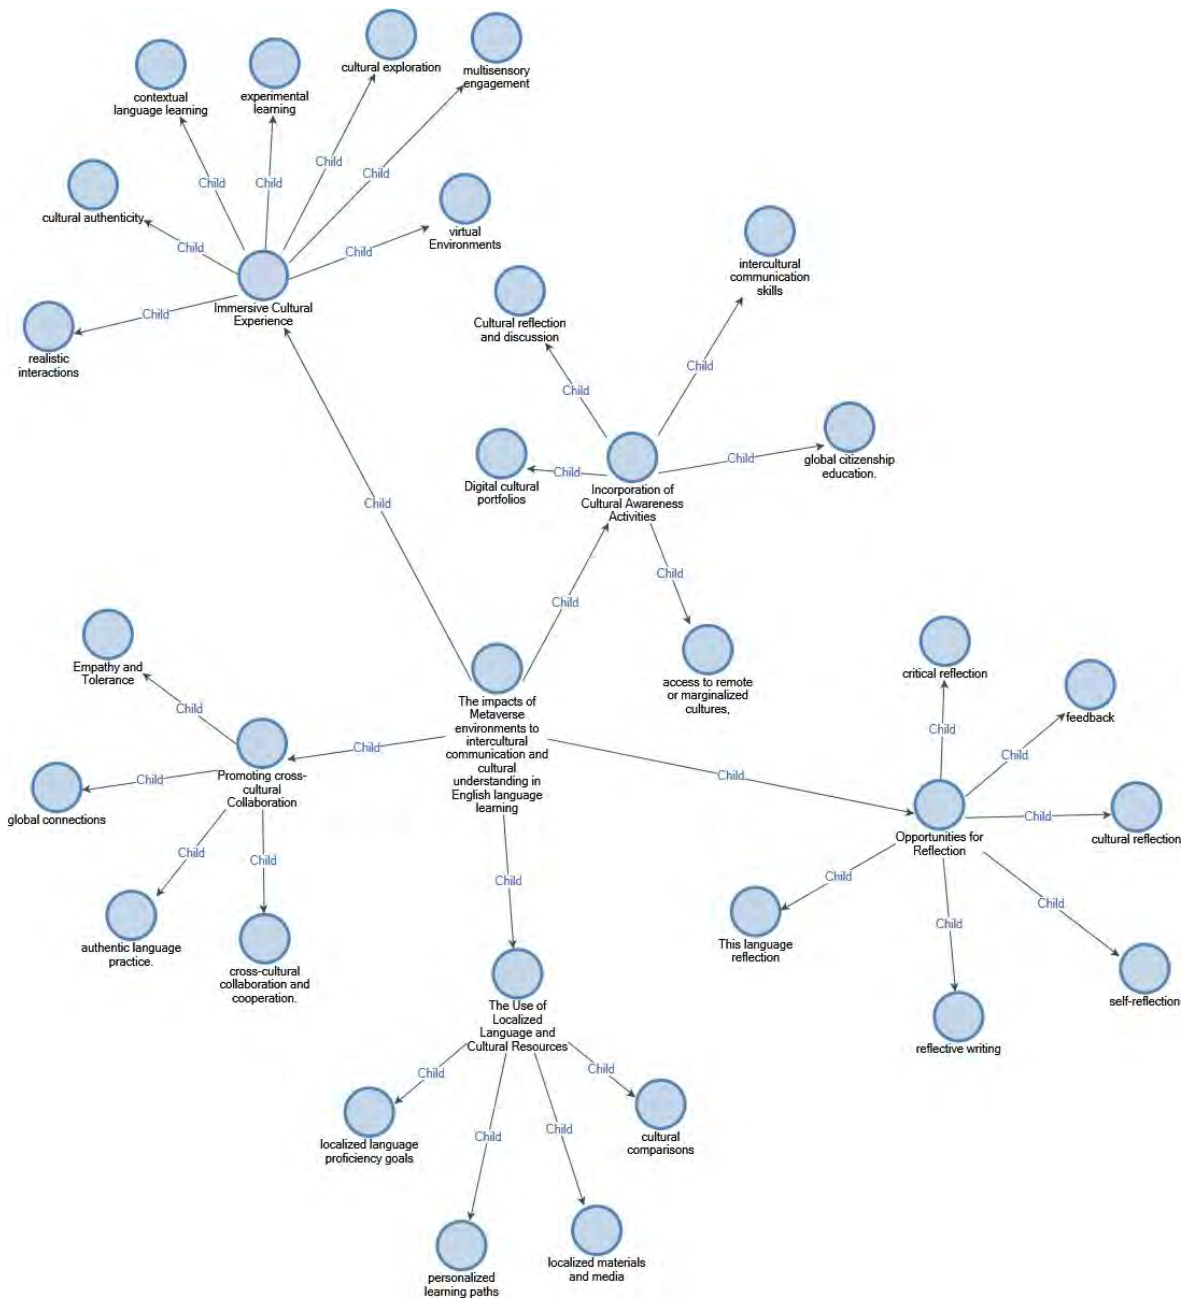 cultural exploration
multisensory
engagement
contextual
language learning
experimental
learning
Child
Child
Child
Child
Child
cultural authenticity
Child
Child
virtual
Environments
Immersive Cultural
Experience
Child
realistic
interactions
intercultural
communication
skills
Cultural reflection
and discussion
Child
Child
Child
Child
global citizenship
education.
Digital cultural
portfolios
Incorporation of
Cultural Awareness
Activities
Child
Child
Child
access to remote
or marginalized
cultures,
Empathy and
Tolerance
Child
The impacts of
Metaverse
environments to
intercultural
communication and
cultural
understanding in
English language
learning
Child
Promoting cross-
cultural
Collaboration
Child
global connections
Child
Child
authentic language
practice.
cross-cultural
collaboration and
cooperation.
critical reflection
feedback
Child
Child
Child
Child
cultural reflection
Opportunities for
Reflection
Child
Child
Child
This language
reflection
self-reflection
reflective writing
Child
The Use of
Localized
Language and
Cultural Resources
Child
Child
Child
Child
localized language
proficiency goals
cultural
comparisons
personalized
learning paths
localized materials
and media